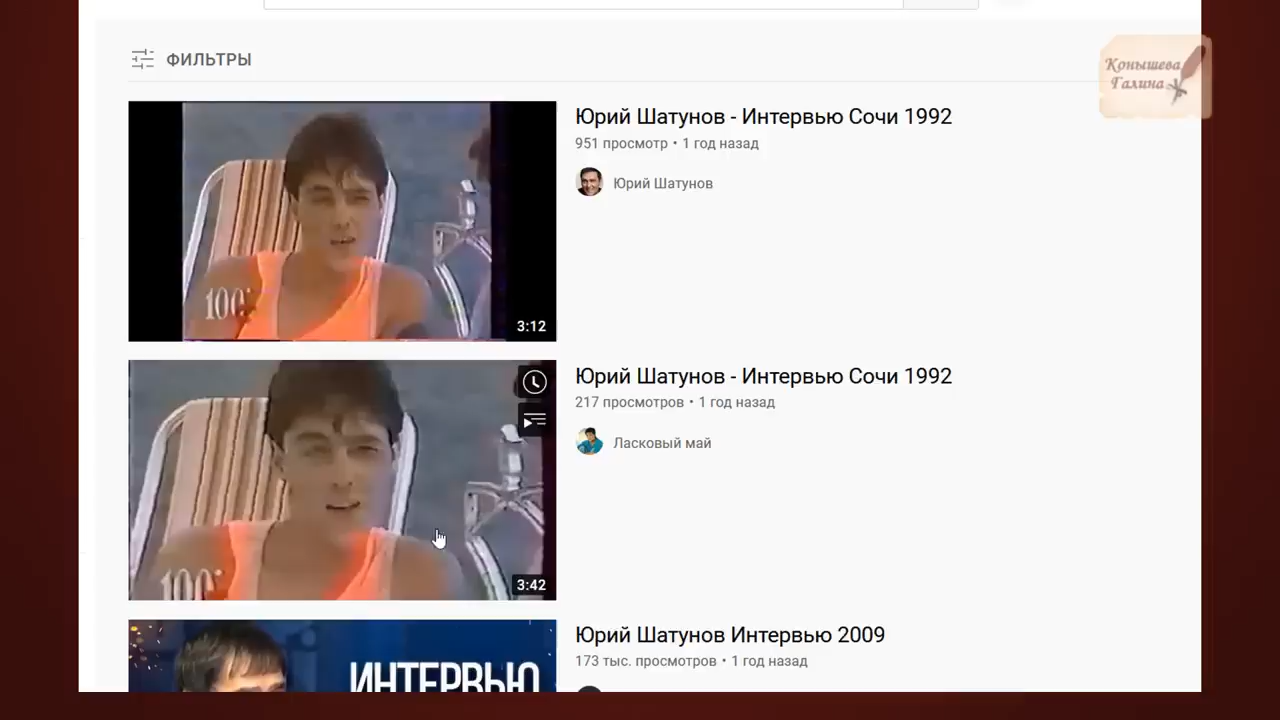 ФИЛЬТРЫ
Конышева
Галина
Юрий Шатунов - Интервью Сочи 1992
951 просмотр • 1 год назад
Юрий Шатунов
100
3:12
Юрий Шатунов - Интервью Сочи 1992
217 просмотров • 1 год назад
Ласковый май
100
3:42
Юрий Шатунов Интервью 2009
173 тыс. просмотров • 1 год назад
ИНТЕРВЬЮ